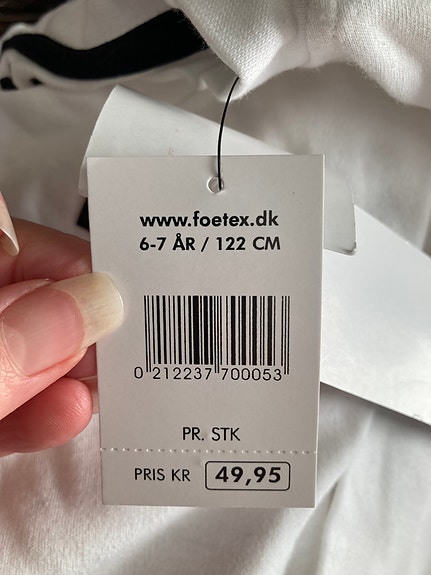 www.foetex.dk
6-7 ÅR / 122 CM
0 212237 700053
PR. STK
PRIS KR 49,95